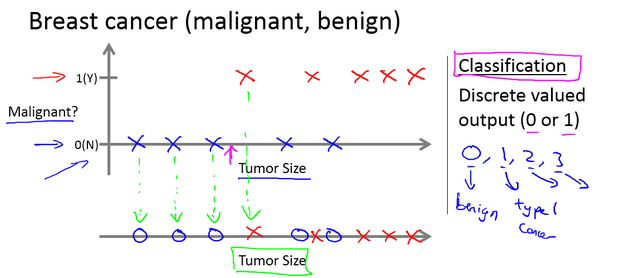 Breast cancer (malignant, benign)
1(Y)
Malignant?
0(N)
Tumor Size
Tumor Size
Classification
Discrete valued
output (0 or 1)
0, 1, 2, 3
benign
type 1
cancer